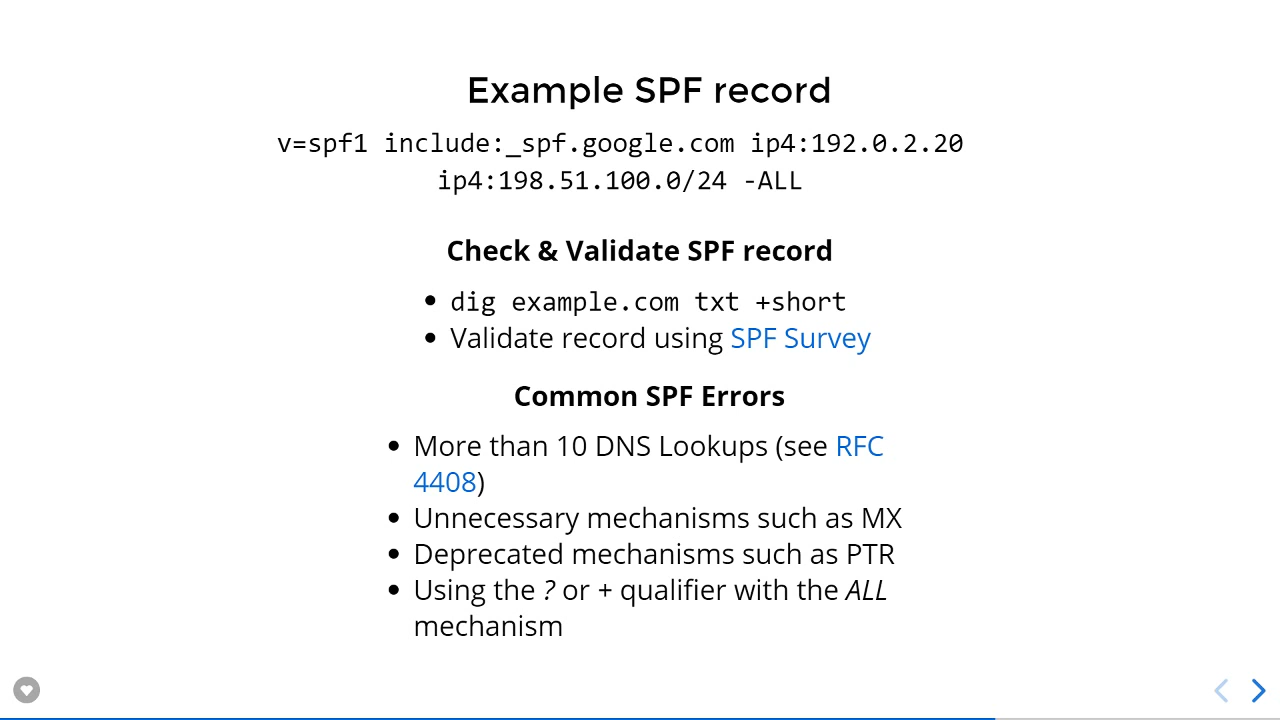 Example SPF record
v=spf1 include:_spf.google.com ip4:192.0.2.20
ip4:198.51.100.0/24 -ALL
Check & Validate SPF record
• dig example.com txt +short
• Validate record using SPF Survey
Common SPF Errors
• More than 10 DNS Lookups (see RFC
4408)
• Unnecessary mechanisms such as MX
• Deprecated mechanisms such as PTR
• Using the ? or + qualifier with the ALL
mechanism